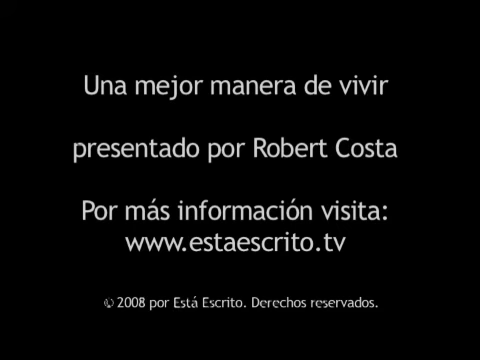 Una mejor manera de vivir
presentado por Robert Costa
Por más información visita:
www.estaescrito.tv
© 2008 por Está Escrito. Derechos reservados.